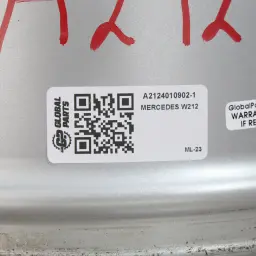 A212
GLOBAL
PARTS
A2124010902-1
MERCEDES W212
ML-23
GlobalPa
WARRA
IF RE